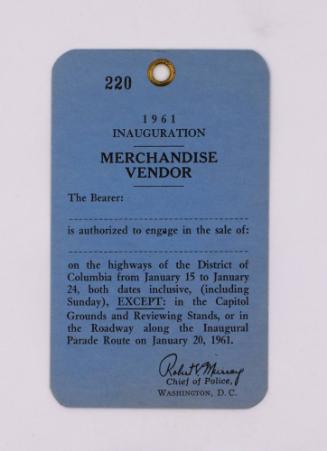 220
1961
INAUGURATION
MERCHANDISE
VENDOR
The Bearer:
is authorized to engage in the sale of:
on the highways of the District of
Columbia from January 15 to January
24, both dates inclusive, (including
Sunday), EXCEPT: in the Capitol
Grounds and Reviewing Stands, or in
the Roadway along the Inaugural
Parade Route on January 20, 1961.
Robert V. Murray
Chief of Police,
WASHINGTON, D. C.